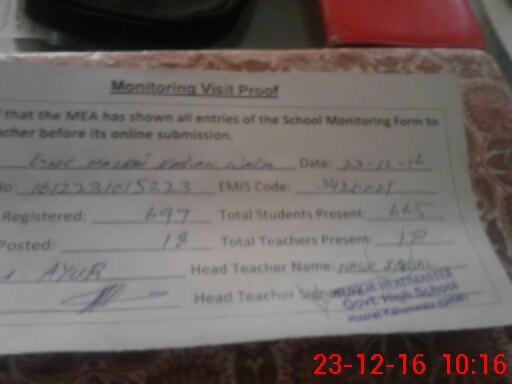 Monitoring Visit Proof
that the MEA has shown all entries of the School Monitoring Form to
cher before its online submission.
Date: 23-12-16
No: 1612231015223 EMIS Code:
Registered: 697 Total Students Present: 665
Posted: 18 Total Teachers Present: 18
AYUB Head Teacher Name:
Head Teacher
Govt. High School
23-12-16 10:16